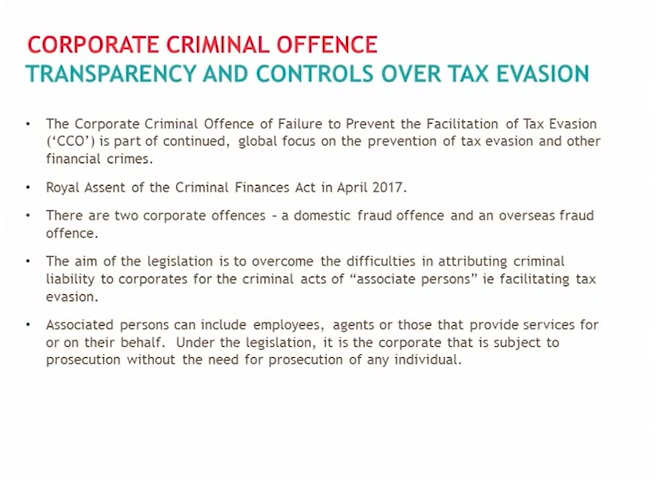 CORPORATE CRIMINAL OFFENCE
TRANSPARENCY AND CONTROLS OVER TAX EVASION
• The Corporate Criminal Offence of Failure to Prevent the Facilitation of Tax Evasion
(‘CCO’) is part of continued, global focus on the prevention of tax evasion and other
financial crimes.
• Royal Assent of the Criminal Finances Act in April 2017.
• There are two corporate offences – a domestic fraud offence and an overseas fraud
offence.
• The aim of the legislation is to overcome the difficulties in attributing criminal
liability to corporates for the criminal acts of “associate persons” ie facilitating tax
evasion.
• Associated persons can include employees, agents or those that provide services for
or on their behalf. Under the legislation, it is the corporate that is subject to
prosecution without the need for prosecution of any individual.